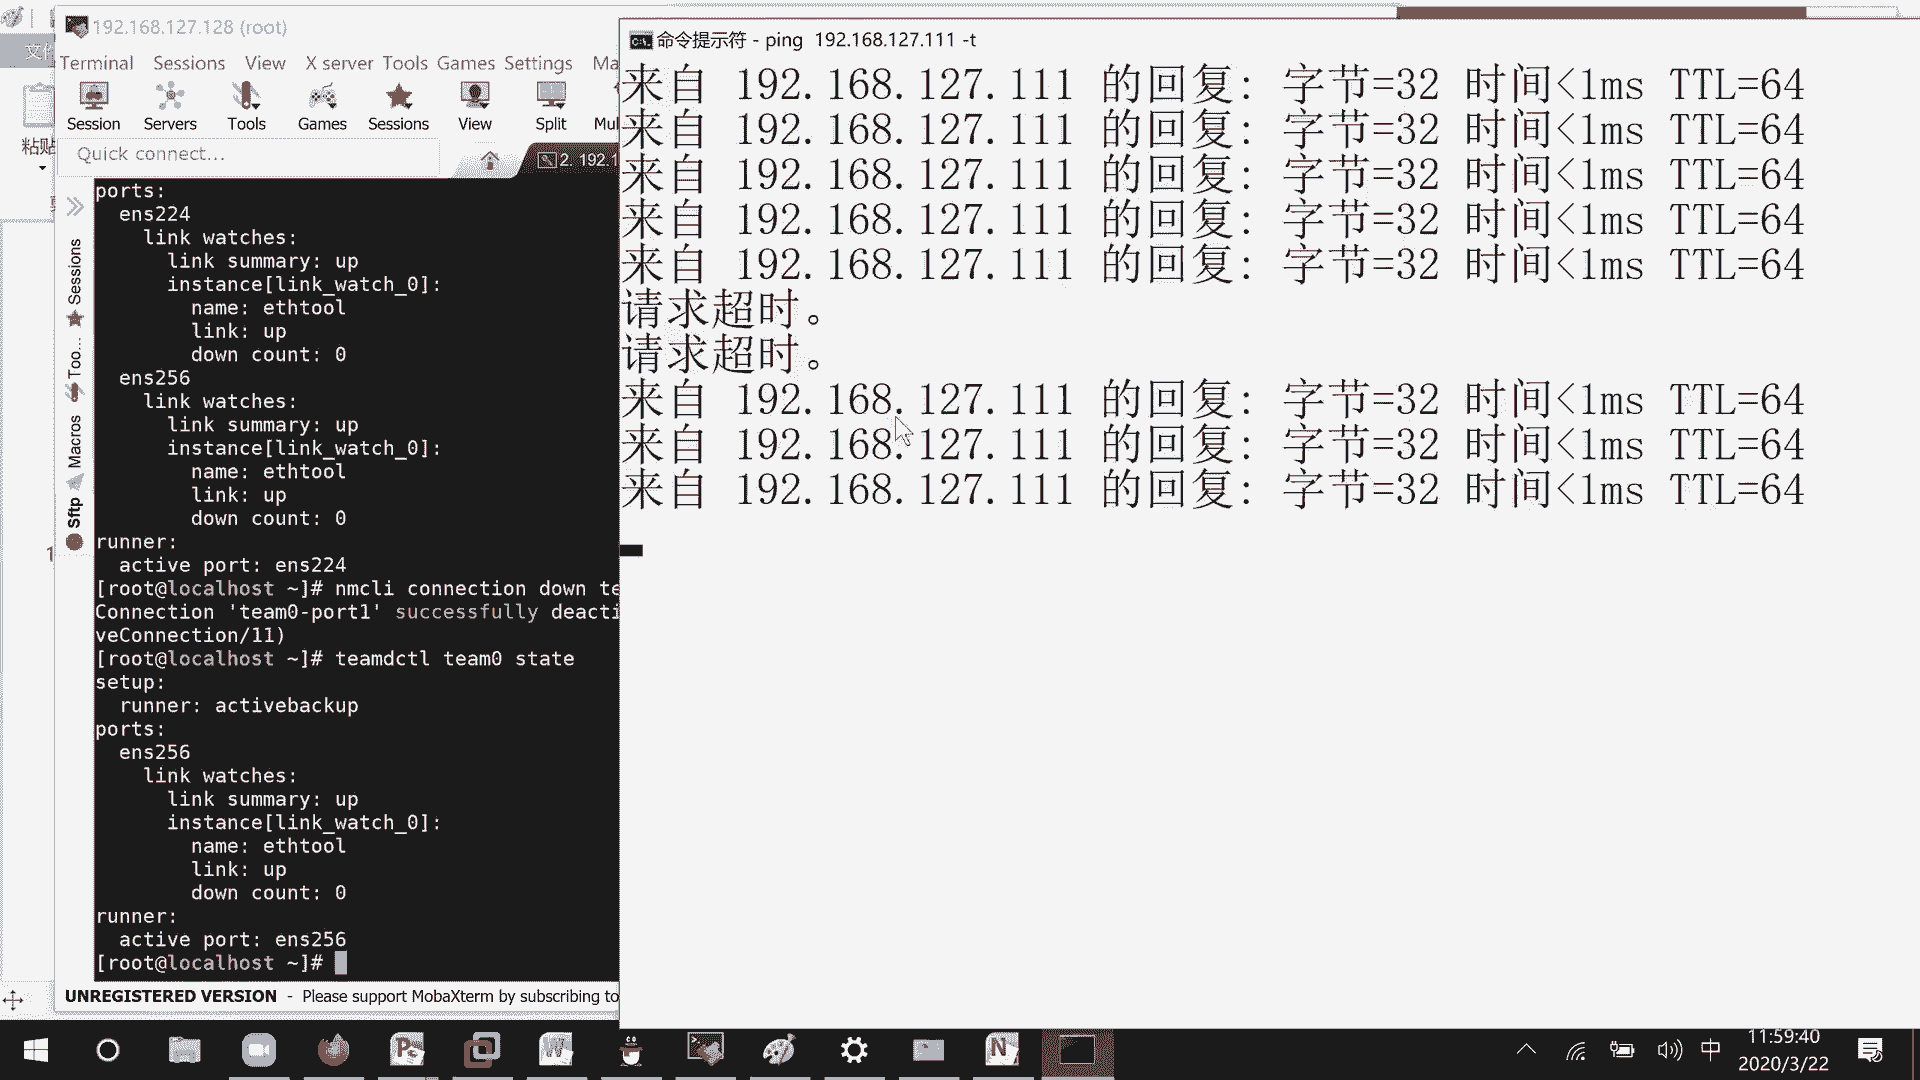 192.168.127.128 (root)
Terminal Sessions View X server Tools Games Settings Ma
Session Servers Tools Games Sessions View Split Mul
粘贴
Quick connect...
2. 192.1
Sessions
Too...
Macros
Sftp
ports:
ens224
link watches:
link summary: up
instance[link_watch_0]:
name: ethtool
link: up
down count: 0
ens256
link watches:
link summary: up
instance[link_watch_0]:
name: ethtool
link: up
down count: 0
runner:
active port: ens224
[root@localhost ~]# nmcli connection down te
Connection 'team0-port1' successfully deacti
veConnection/11)
[root@localhost ~]# teamdctl team0 state
setup:
runner: activebackup
ports:
ens256
link watches:
link summary: up
instance[link_watch_0]:
name: ethtool
link: up
down count: 0
runner:
active port: ens256
[root@localhost ~]#
UNREGISTERED VERSION - Please support MobaXterm by subscribing to
命令提示符 - ping 192.168.127.111 -t
来自 192.168.127.111 的回复: 字节=32 时间<1ms TTL=64
来自 192.168.127.111 的回复: 字节=32 时间<1ms TTL=64
来自 192.168.127.111 的回复: 字节=32 时间<1ms TTL=64
来自 192.168.127.111 的回复: 字节=32 时间<1ms TTL=64
来自 192.168.127.111 的回复: 字节=32 时间<1ms TTL=64
请求超时。
请求超时。
来自 192.168.127.111 的回复: 字节=32 时间<1ms TTL=64
来自 192.168.127.111 的回复: 字节=32 时间<1ms TTL=64
来自 192.168.127.111 的回复: 字节=32 时间<1ms TTL=64
中
11:59:40
2020/3/22